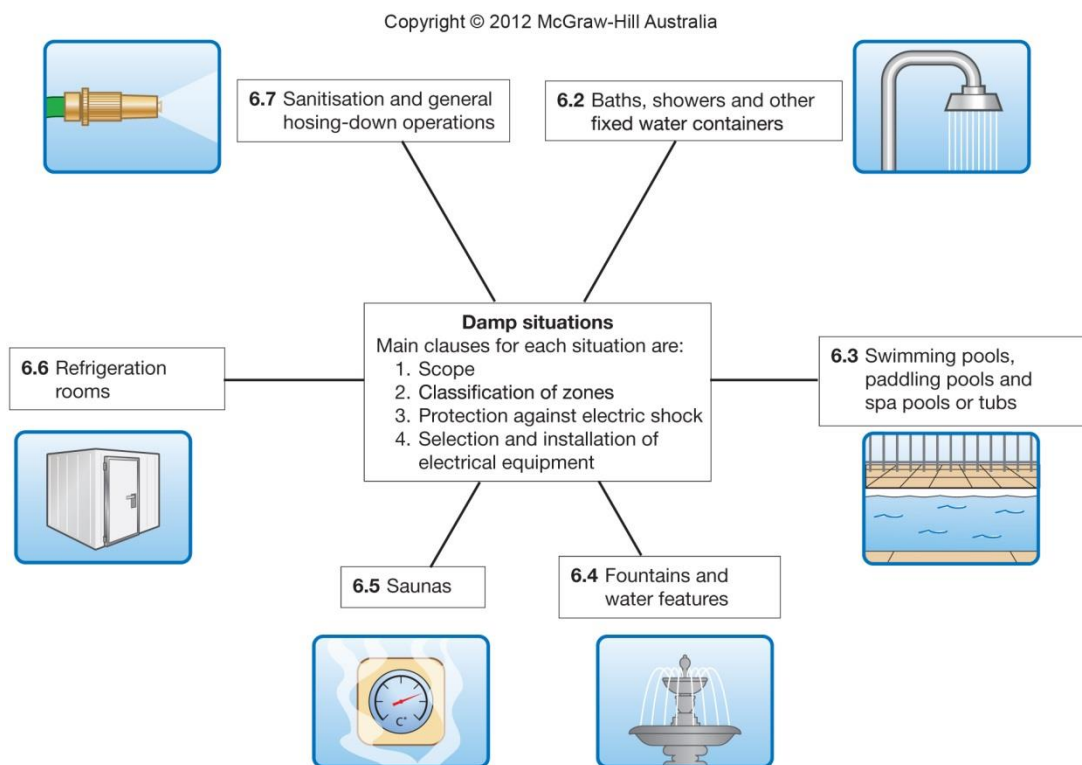 Copyright © 2012 McGraw-Hill Australia
6.7 Sanitisation and general
hosing-down operations
6.2 Baths, showers and other
fixed water containers
Damp situations
Main clauses for each situation are:
1. Scope
2. Classification of zones
3. Protection against electric shock
4. Selection and installation of
electrical equipment
6.6 Refrigeration
rooms
6.3 Swimming pools,
paddling pools and
spa pools or tubs
6.5 Saunas
6.4 Fountains and
water features
C°